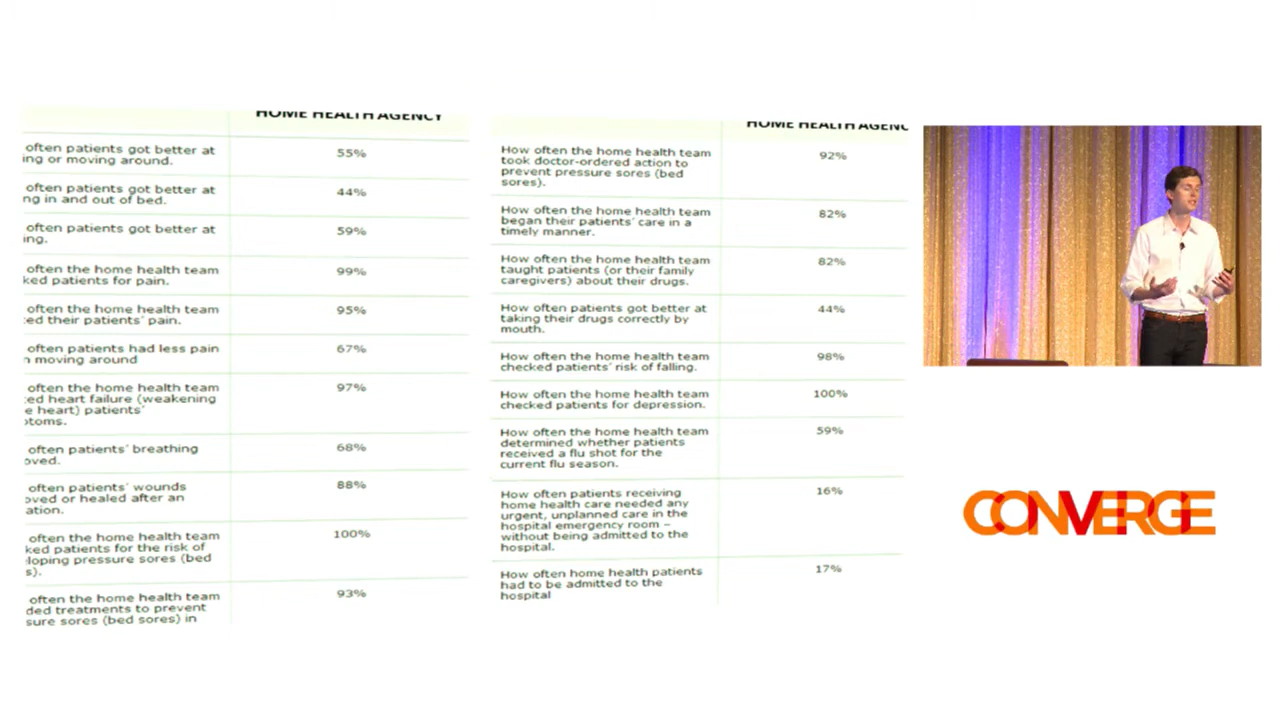 HOME HEALTH AGENCY
often patients got better at
ing or moving around.
55%
often patients got better at
ng in and out of bed.
44%
often patients got better at
ing.
59%
often the home health team
ked patients for pain.
99%
often the home health team
ed their patients' pain.
95%
often patients had less pain
n moving around
67%
often the home health team
ed heart failure (weakening
e heart) patients'
toms.
97%
often patients' breathing
oved.
68%
often patients' wounds
oved or healed after an
ation.
88%
often the home health team
ked patients for the risk of
loping pressure sores (bed
s).
100%
often the home health team
ded treatments to prevent
sure sores (bed sores) in
93%
HOME HEALTH AGENC
How often the home health team
took doctor-ordered action to
prevent pressure sores (bed
sores).
92%
How often the home health team
began their patients' care in a
timely manner.
82%
How often the home health team
taught patients (or their family
caregivers) about their drugs.
82%
How often patients got better at
taking their drugs correctly by
mouth.
44%
How often the home health team
checked patients' risk of falling.
98%
How often the home health team
checked patients for depression.
100%
How often the home health team
determined whether patients
received a flu shot for the
current flu season.
59%
How often patients receiving
home health care needed any
urgent, unplanned care in the
hospital emergency room –
without being admitted to the
hospital.
16%
How often home health patients
had to be admitted to the
hospital
17%
CONVERGE